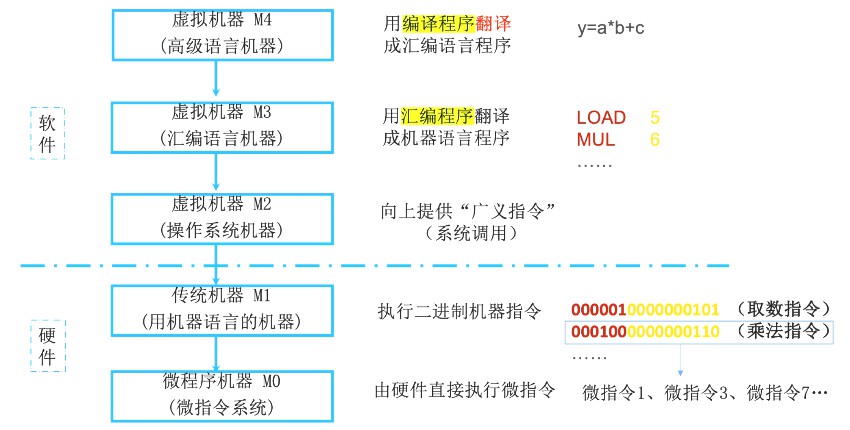 虚拟机器 M4
(高级语言机器)
用编译程序翻译
成汇编语言程序
y=a*b+c
软件
虚拟机器 M3
(汇编语言机器)
用汇编程序翻译
成机器语言程序
LOAD 5
MUL 6
……
虚拟机器 M2
(操作系统机器)
向上提供“广义指令”
（系统调用）
硬件
传统机器 M1
(用机器语言的机器)
执行二进制机器指令
0000010000000101 （取数指令）
0001000000000110 （乘法指令）
……
微程序机器 M0
(微指令系统)
由硬件直接执行微指令
微指令1、微指令3、微指令7…